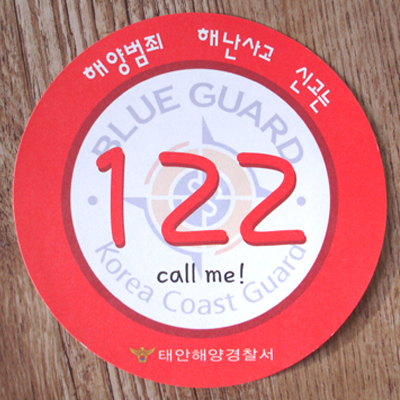 해양범죄 해난사고 신고는
BLUE GUARD
122
call me!
Korea Coast Guard
태안해양경찰서